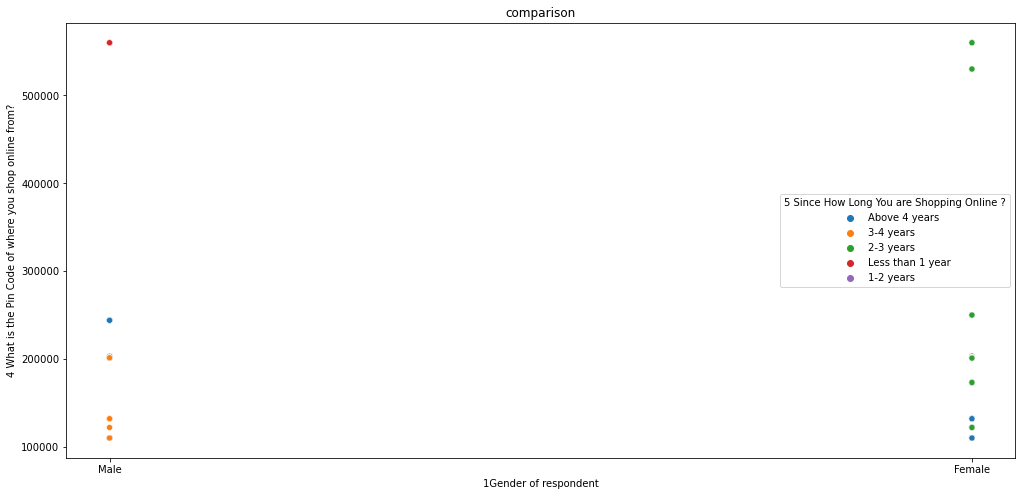 comparison
4 What is the Pin Code of where you shop online from?
500000
400000
300000
200000
100000
5 Since How Long You are Shopping Online ?
Above 4 years
3-4 years
2-3 years
Less than 1 year
1-2 years
Male
Female
1Gender of respondent